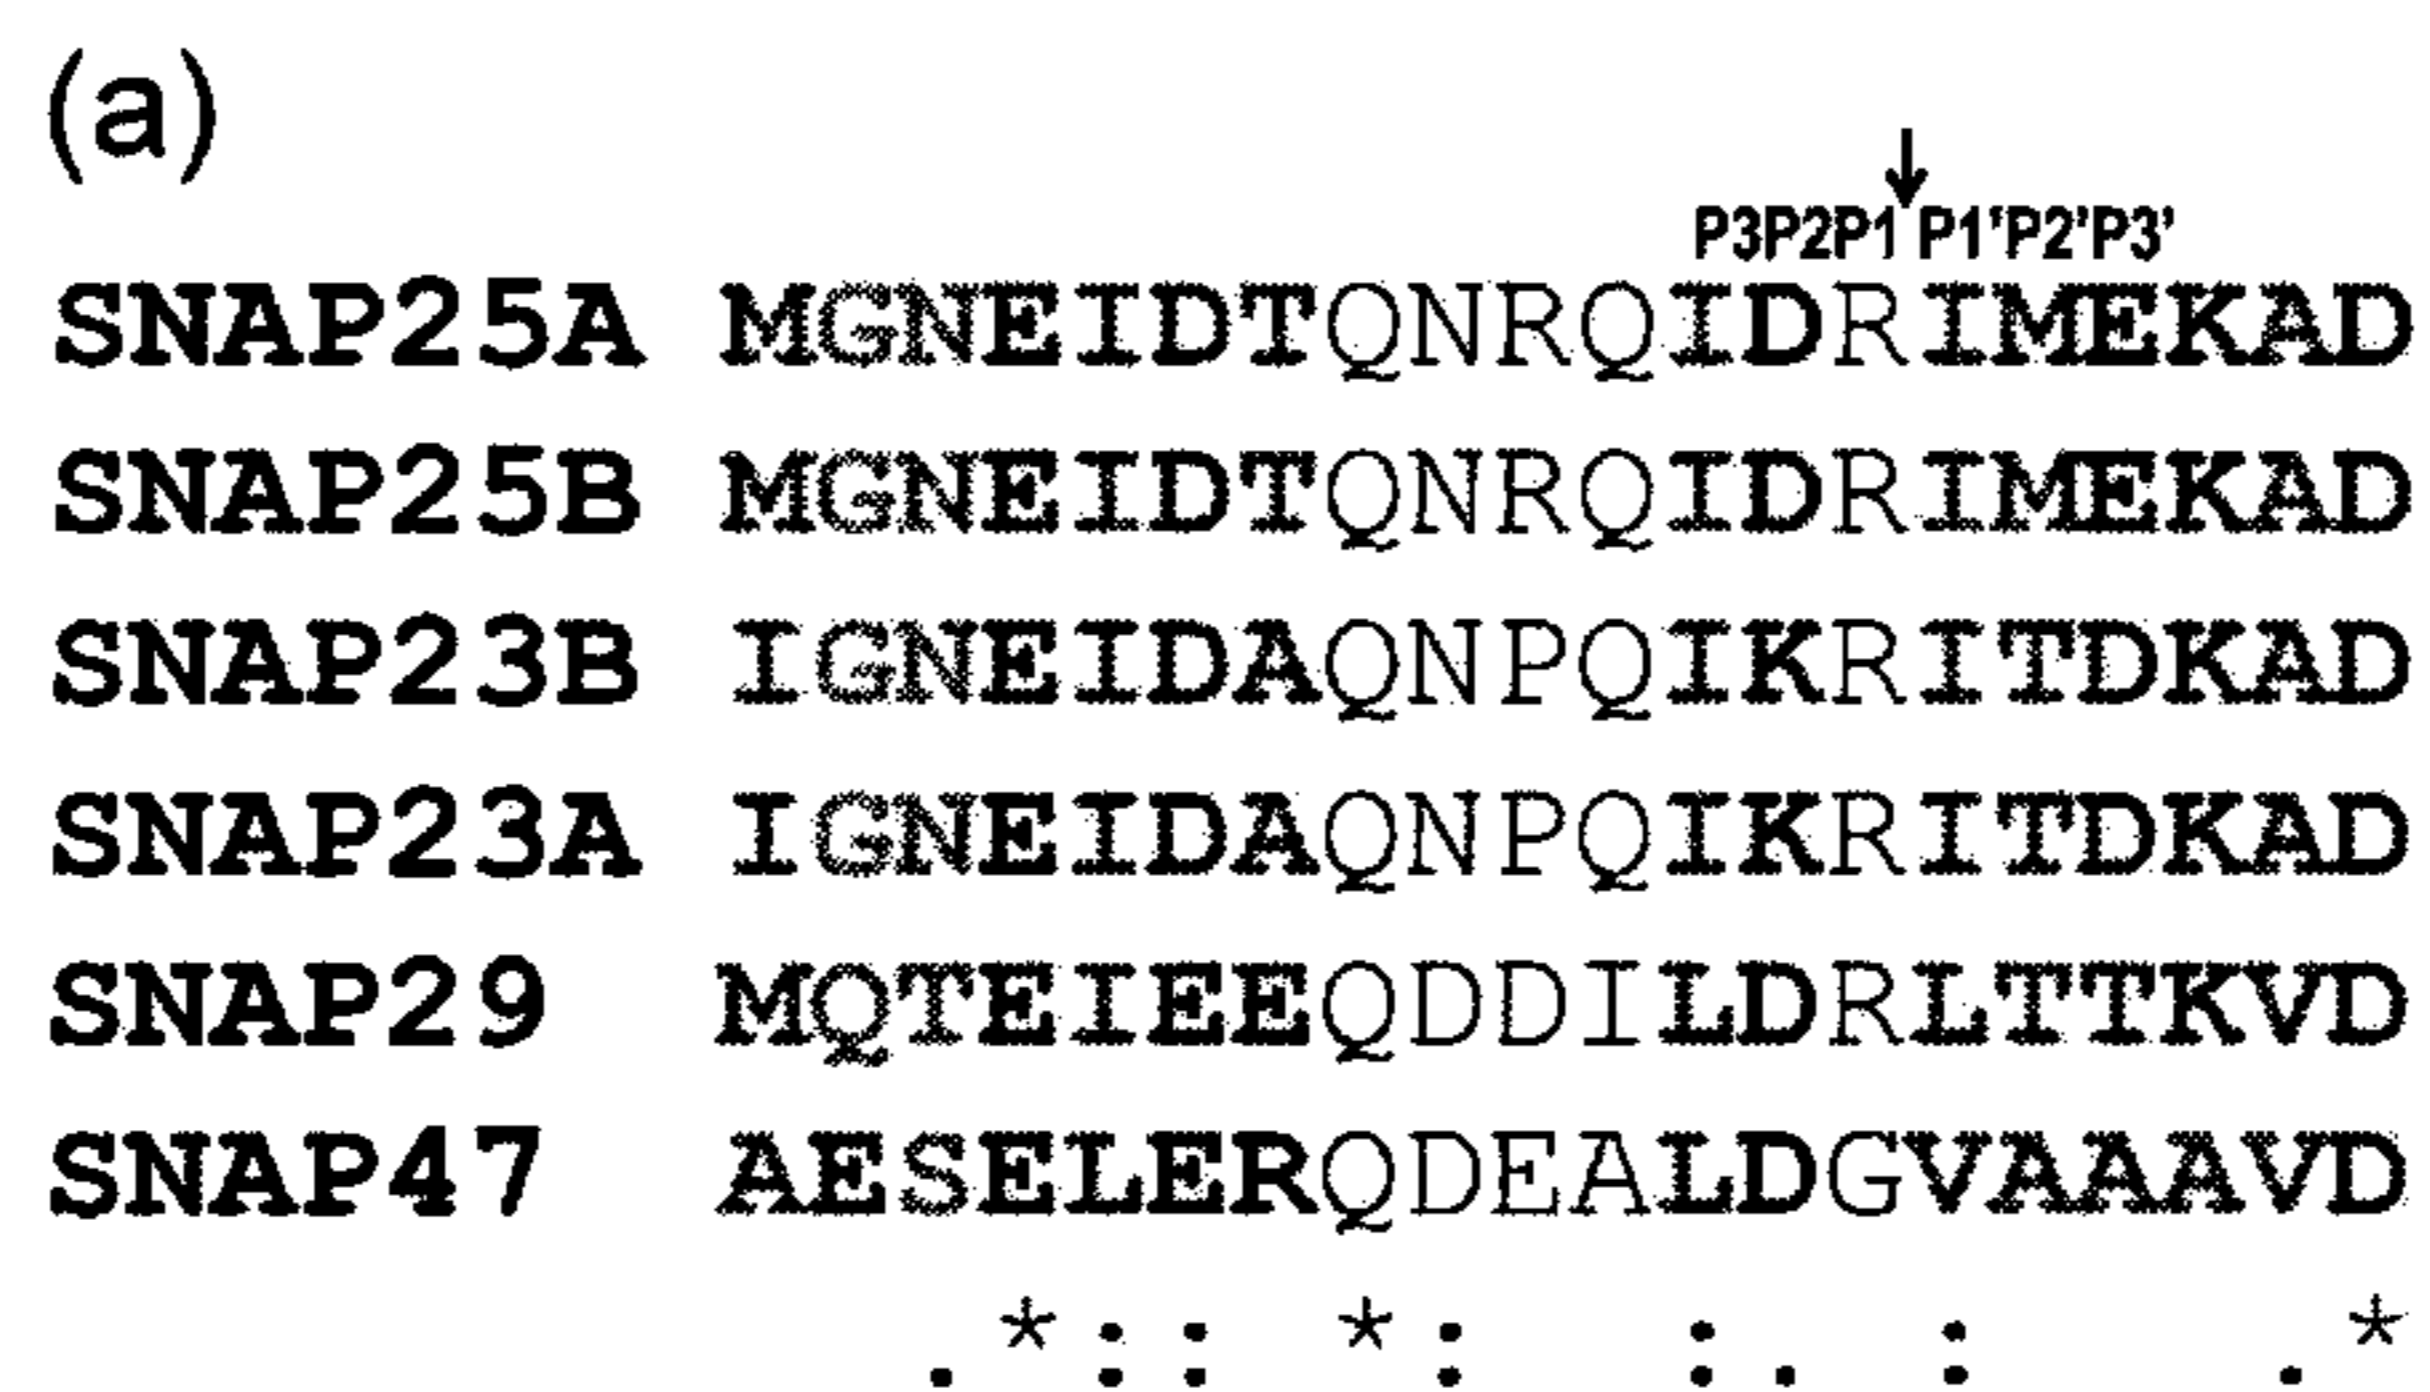 (a)
↓
P3P2P1 P1'P2'P3'
SNAP25A MGNEIDTQNRQIDRIMEKAD
SNAP25B MGNEIDTQNRQIDRIMEKAD
SNAP23B IGNEIDAQNPQIKRITDKAD
SNAP23A IGNEIDAQNPQIKRITDKAD
SNAP29 MQTEIEEQDDILDRLTTKVD
SNAP47 AESELERQDEALDGVAAAVD
.*:: *: :. : .*